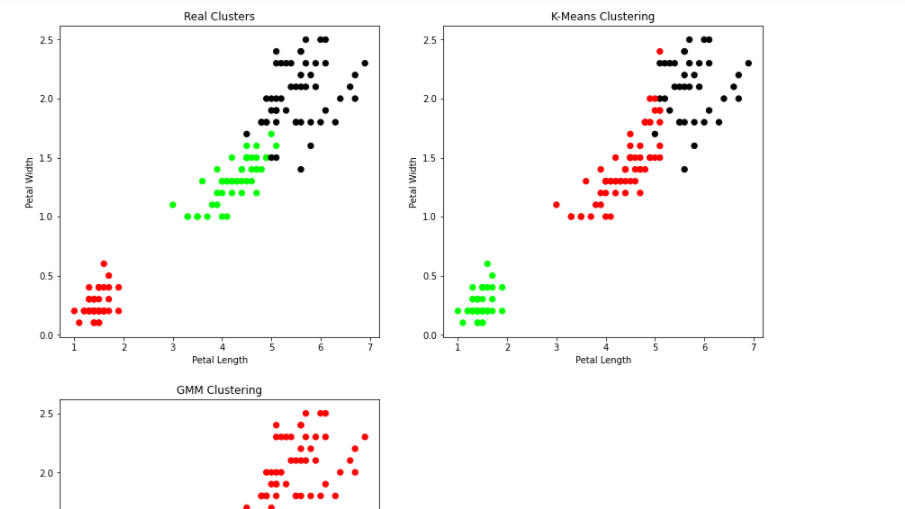 Real Clusters
K-Means Clustering
2.5
2.0
1.5
1.0
0.5
0.0
Petal Width
1 2 3 4 5 6 7
Petal Length
2.5
2.0
1.5
1.0
0.5
0.0
Petal Width
1 2 3 4 5 6 7
Petal Length
GMM Clustering
2.5
2.0